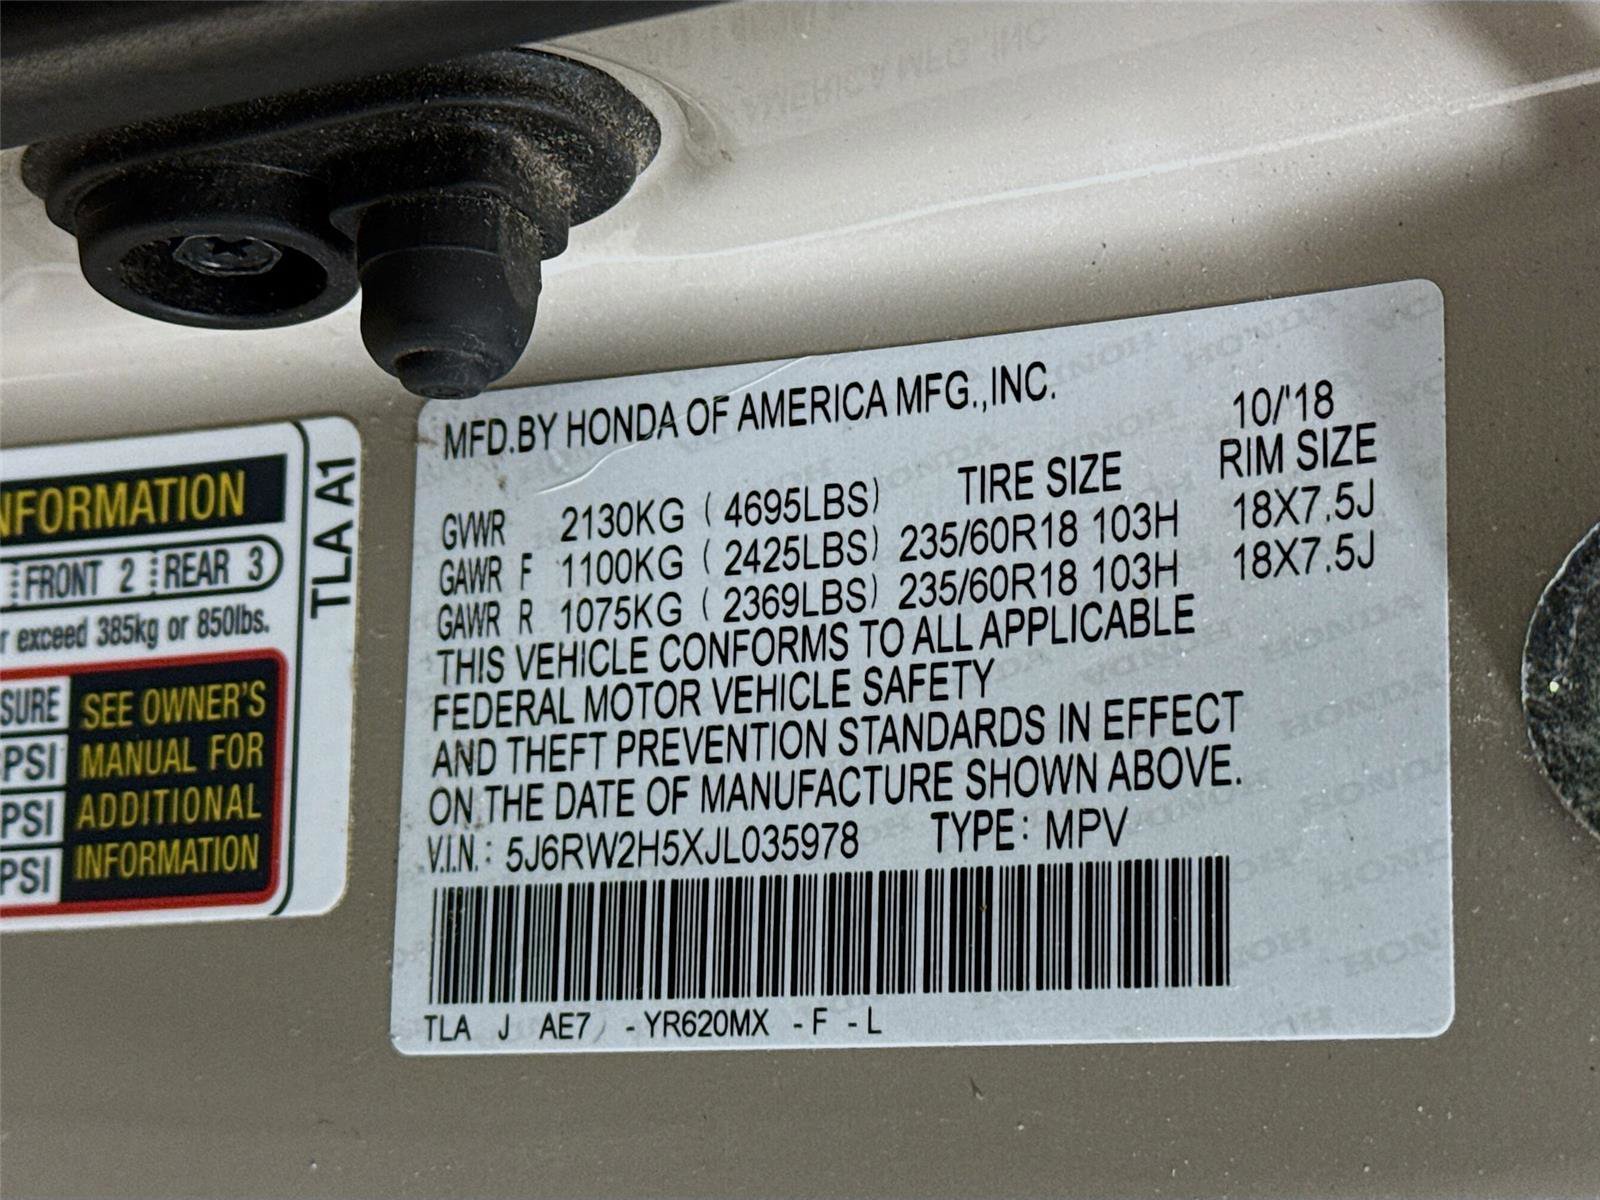 MFD.BY HONDA OF AMERICA MFG.,INC. 10/'18
TIRE SIZE RIM SIZE
GVWR 2130KG ( 4695LBS)
GAWR F 1100KG ( 2425LBS) 235/60R18 103H 18X7.5J
GAWR R 1075KG ( 2369LBS) 235/60R18 103H 18X7.5J
THIS VEHICLE CONFORMS TO ALL APPLICABLE
FEDERAL MOTOR VEHICLE SAFETY
AND THEFT PREVENTION STANDARDS IN EFFECT
ON THE DATE OF MANUFACTURE SHOWN ABOVE.
V.I.N.: 5J6RW2H5XJL035978 TYPE: MPV
TLA J AE7 -YR620MX -F -L
NFORMATION
FRONT 2 REAR 3
exceed 385kg or 850lbs.
SURE SEE OWNER'S
PSI MANUAL FOR
PSI ADDITIONAL
PSI INFORMATION
TLA A1